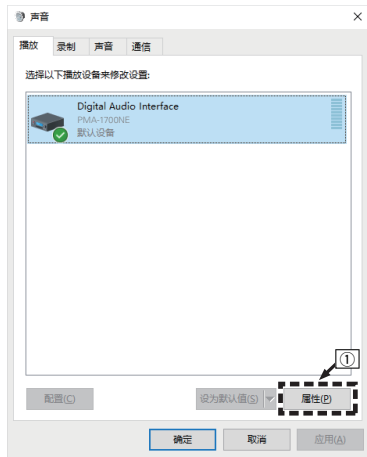 声音
播放 录制 声音 通信
选择以下播放设备来修改设置:
Digital Audio Interface
PMA-1700NE
默认设备
①
配置(C) 设为默认值(S) 属性(P)
确定 取消 应用(A)